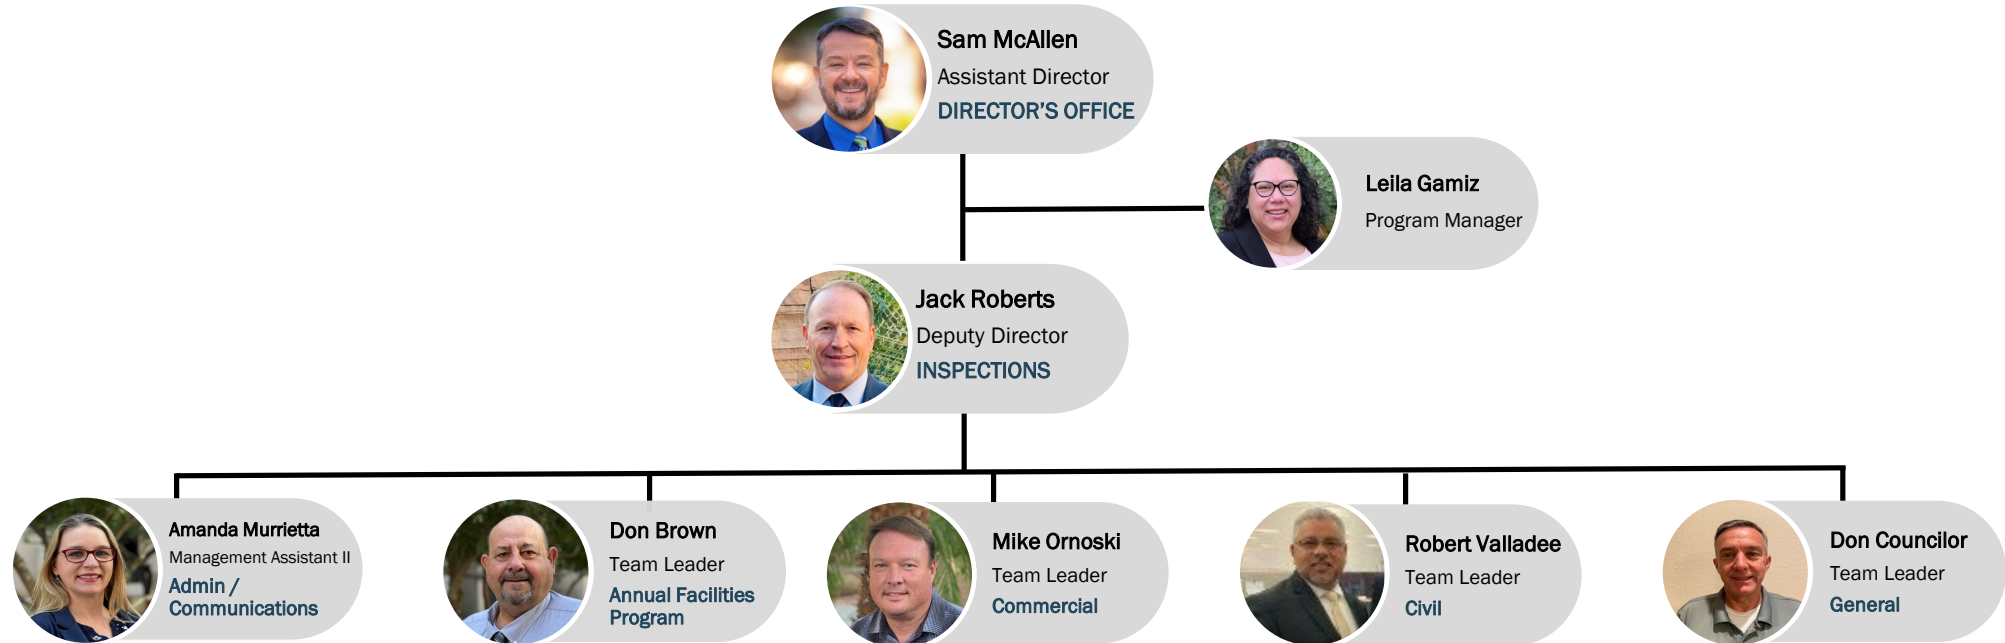 Sam McAllen
Assistant Director
DIRECTOR’S OFFICE
Leila Gamiz
Program Manager
Jack Roberts
Deputy Director
INSPECTIONS
Amanda Murrietta
Management Assistant II
Admin /
Communications
Don Brown
Team Leader
Annual Facilities
Program
Mike Ornoski
Team Leader
Commercial
Robert Valladee
Team Leader
Civil
Don Councilor
Team Leader
General